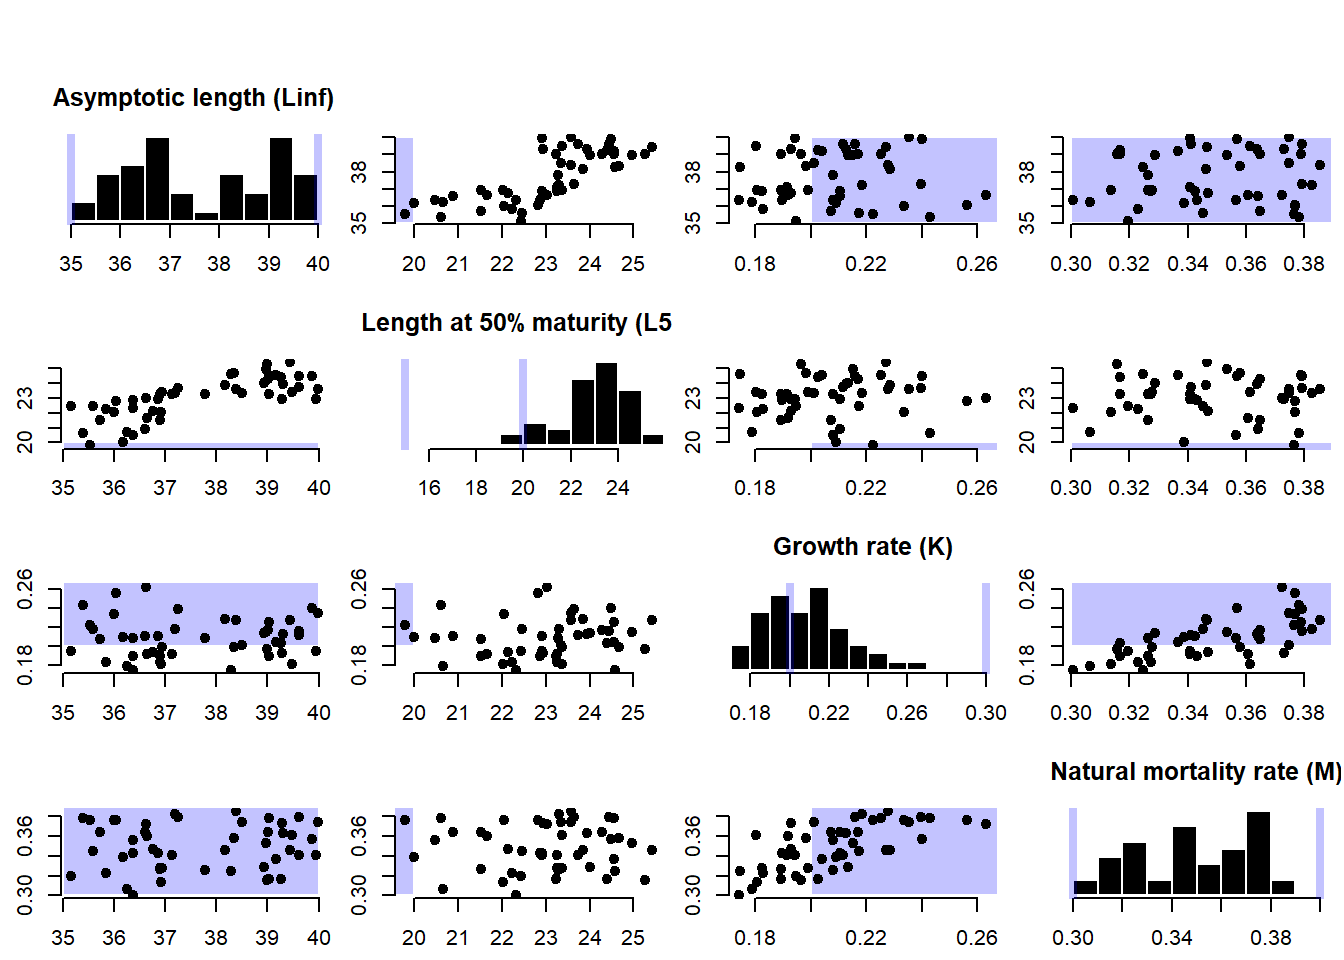 Asymptotic length (Linf)
35 36 37 38 39 40
35 38
20 21 22 23 24 25
35 38
0.18 0.22 0.26
35 38
0.30 0.32 0.34 0.36 0.38
Length at 50% maturity (L5
20 23
35 36 37 38 39 40
16 18 20 22 24
20 23
0.18 0.22 0.26
20 23
0.30 0.32 0.34 0.36 0.38
Growth rate (K)
0.18 0.26
35 36 37 38 39 40
0.18 0.26
20 21 22 23 24 25
0.18 0.22 0.26 0.30
0.18 0.26
0.30 0.32 0.34 0.36 0.38
Natural mortality rate (M)
0.30 0.36
35 36 37 38 39 40
0.30 0.36
20 21 22 23 24 25
0.30 0.36
0.18 0.22 0.26
0.30 0.34 0.38